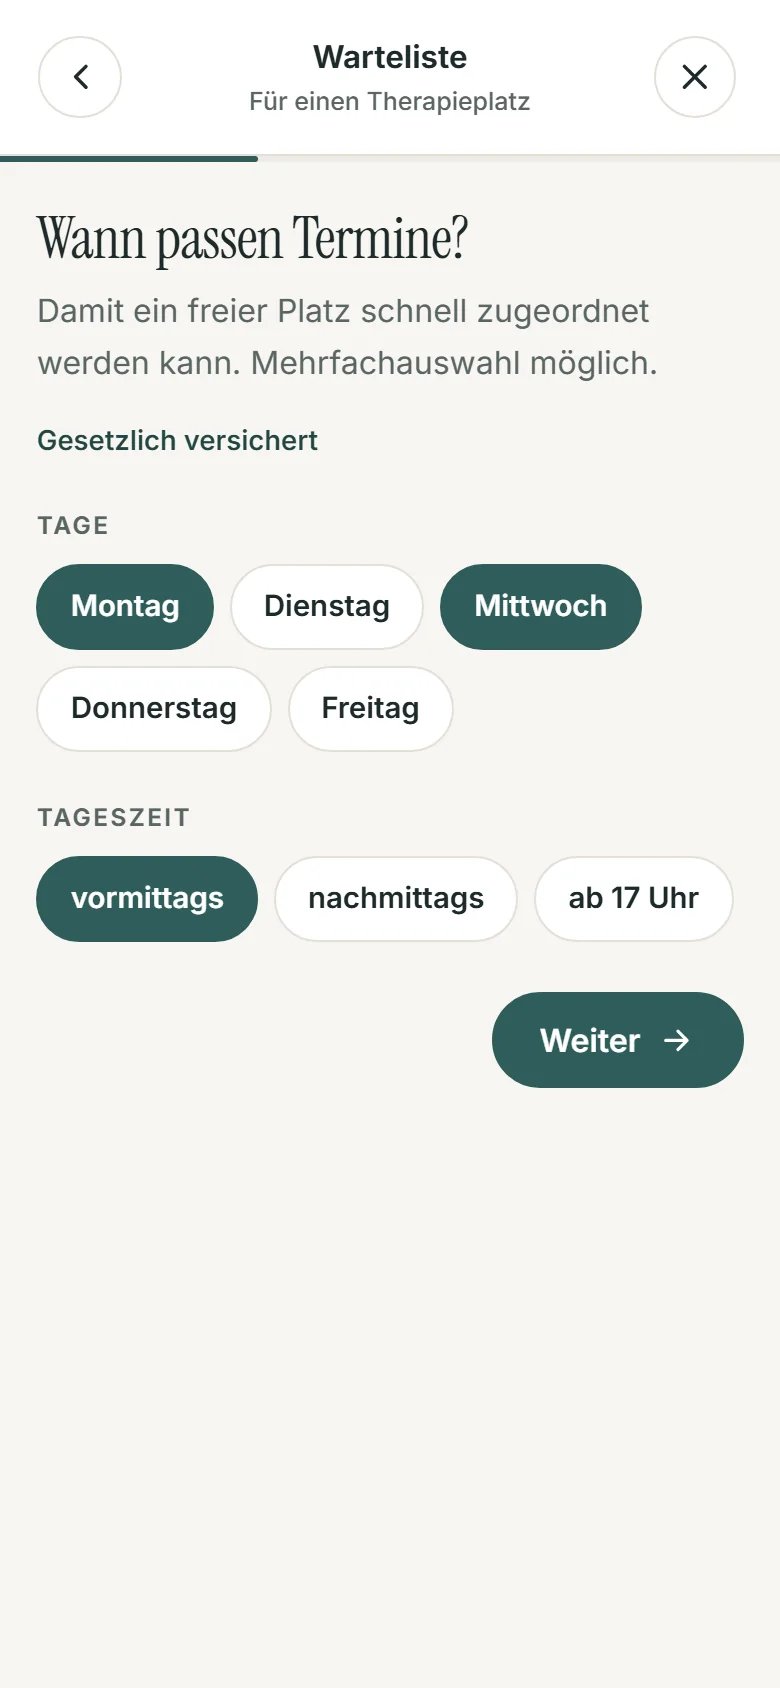 Warteliste
Für einen Therapieplatz
Wann passen Termine?
Damit ein freier Platz schnell zugeordnet
werden kann. Mehrfachauswahl möglich.
Gesetzlich versichert
TAGE
Montag Dienstag Mittwoch
Donnerstag Freitag
TAGESZEIT
vormittags nachmittags ab 17 Uhr
Weiter →